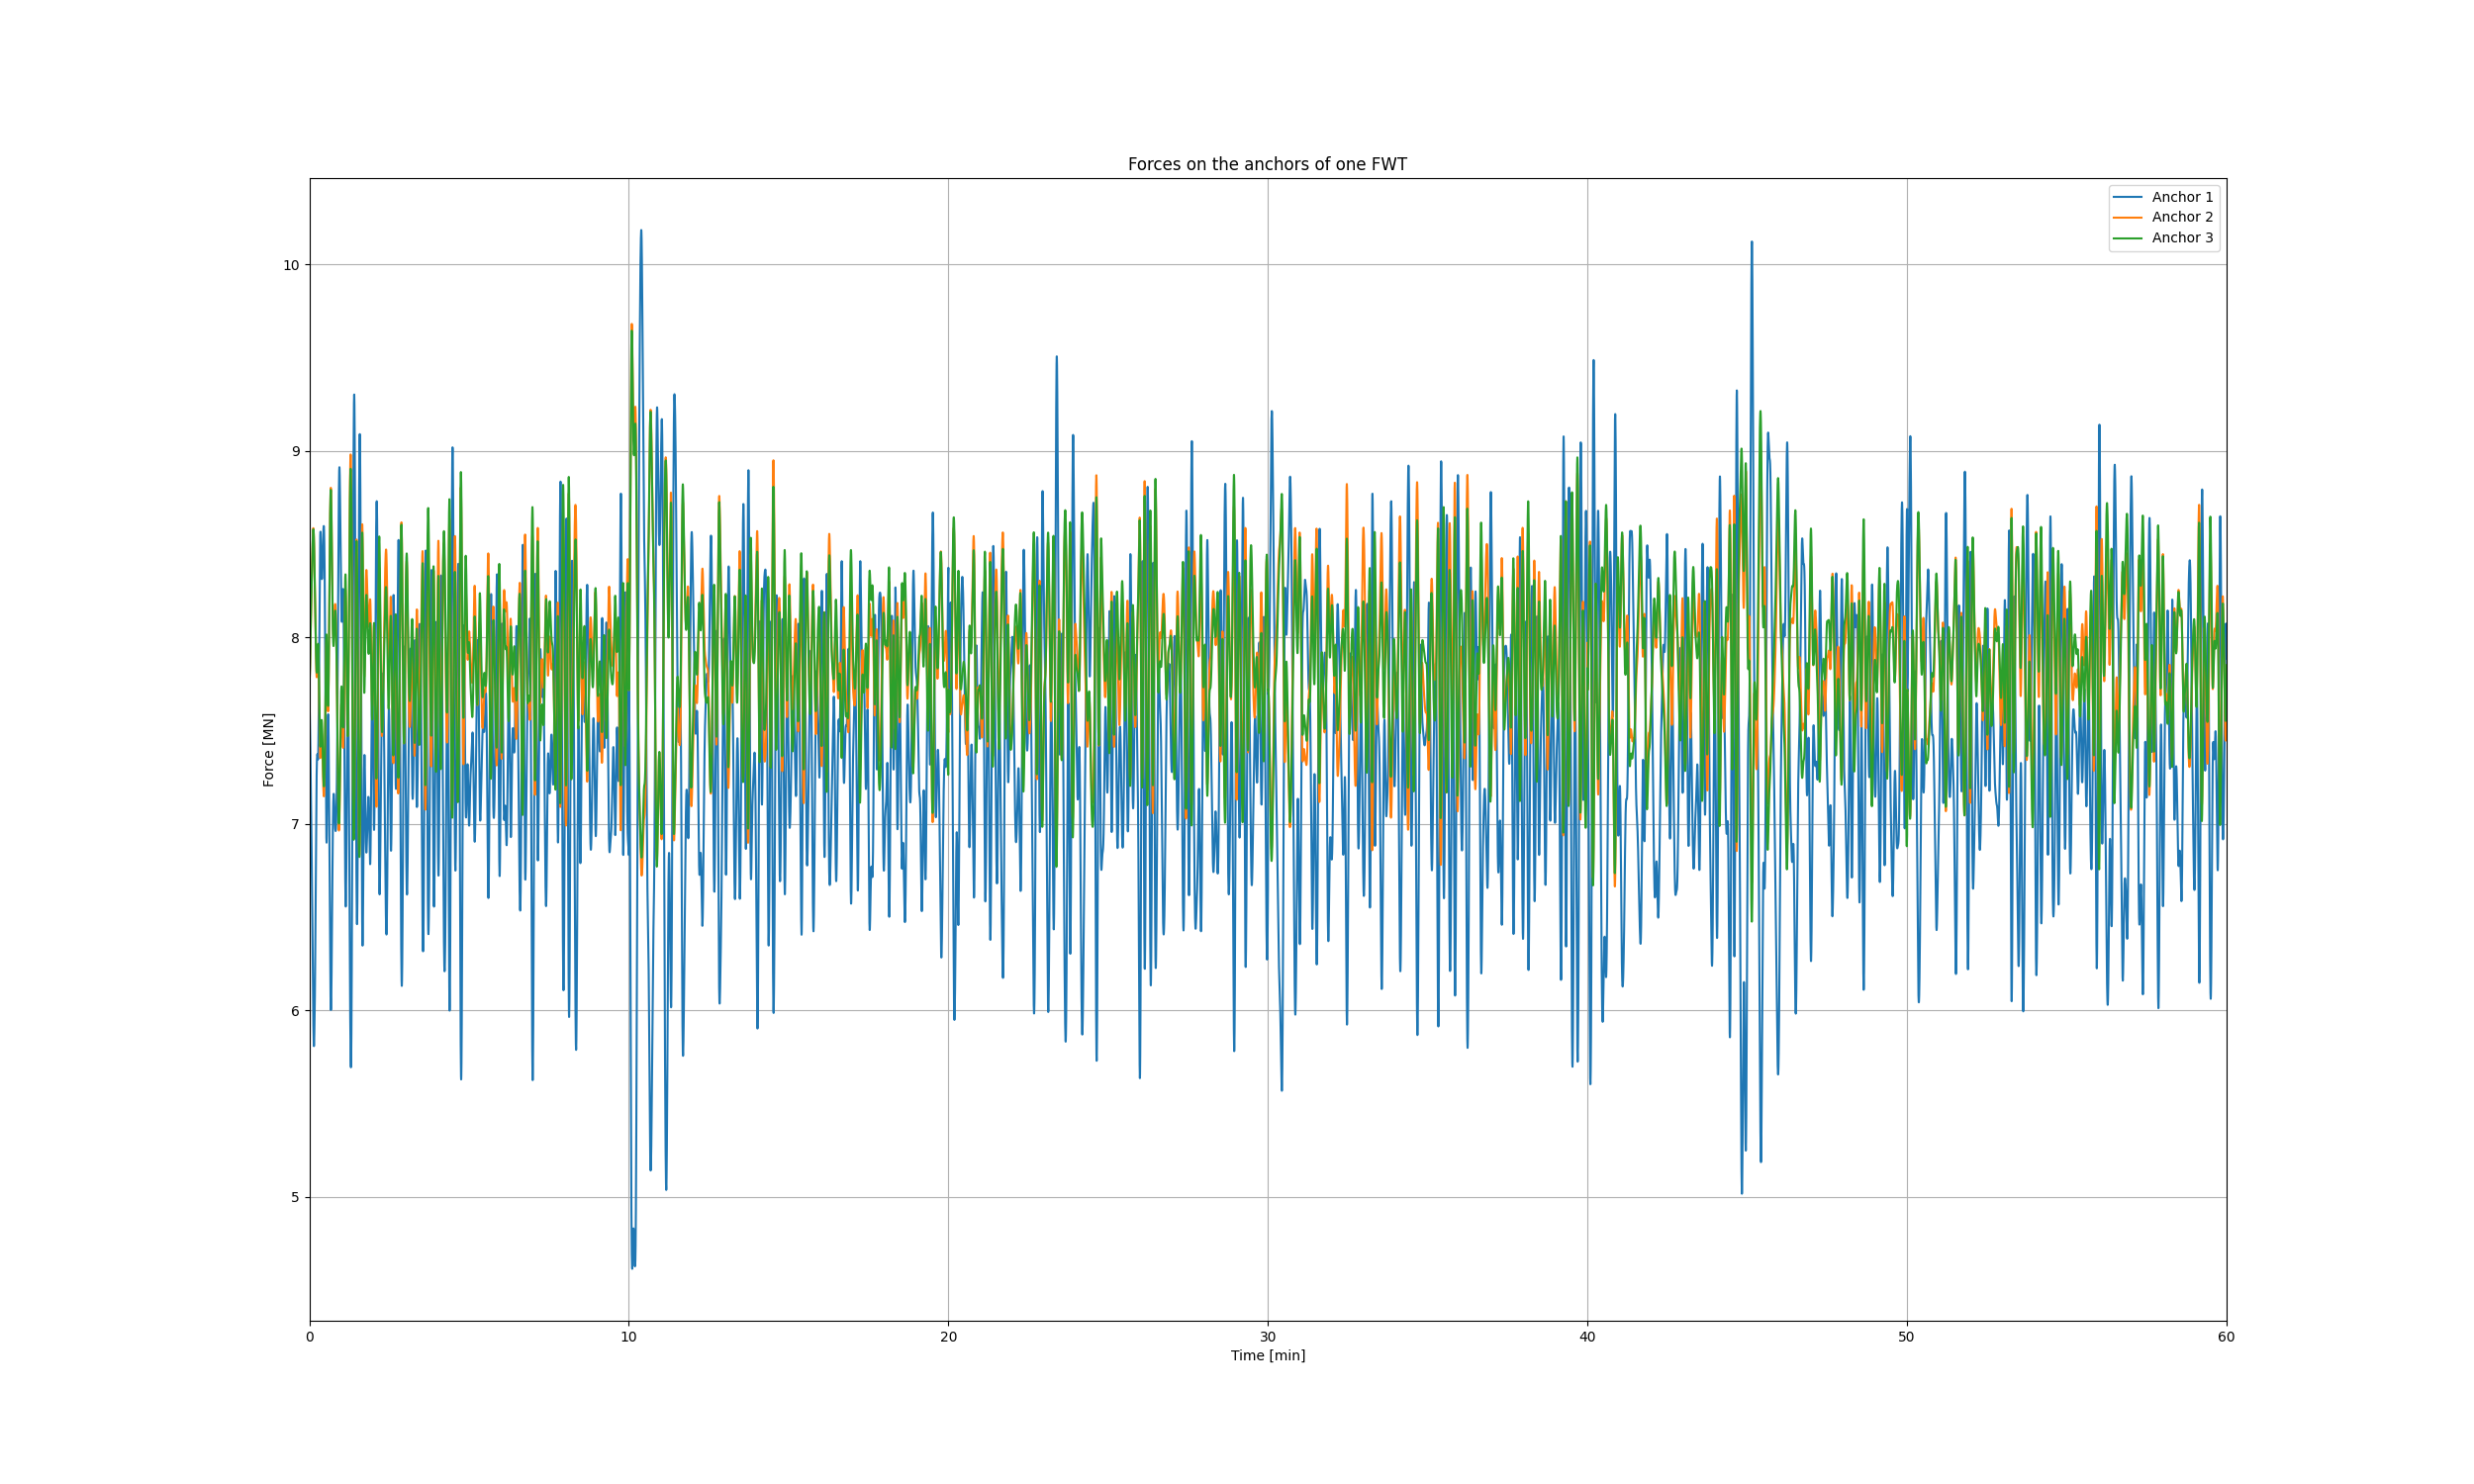 Forces on the anchors of one FWT
Anchor 1
Anchor 2
Anchor 3
10
9
8
7
6
5
Force [MN]
0 10 20 30 40 50 60
Time [min]